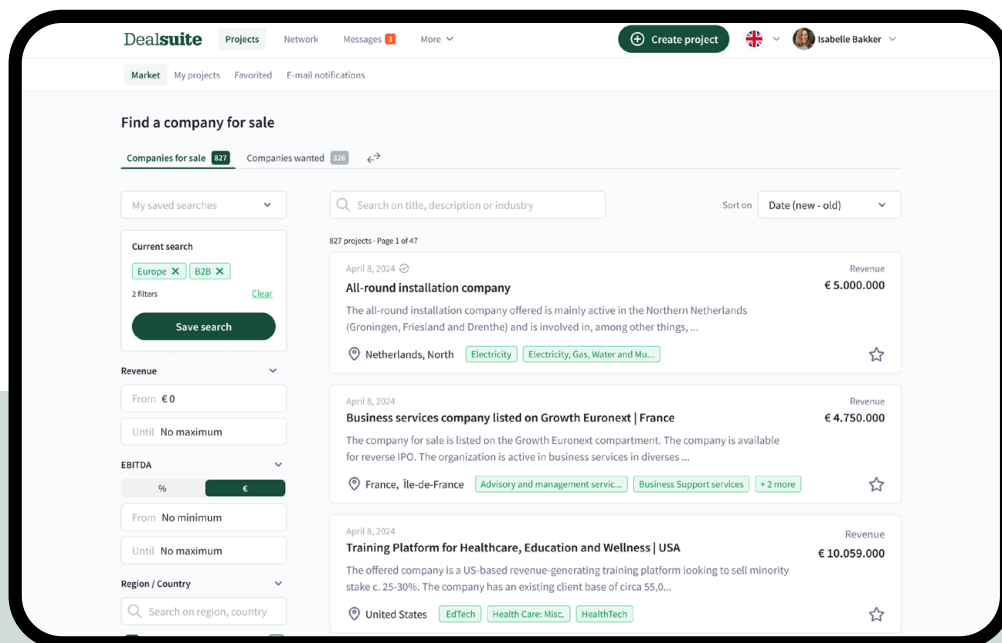 Dealsuite Projects Network Messages 3 More Create project Isabelle Bakker
Market My projects Favorited E-mail notifications
Find a company for sale
Companies for sale 827 Companies wanted 326
My saved searches
Search on title, description or industry
Sort on Date (new - old)
Current search
Europe X B2B X
2 filters Clear
Save search
Revenue
From € 0
Until No maximum
EBITDA
% €
From No minimum
Until No maximum
Region / Country
Search on region, country
827 projects · Page 1 of 47
April 8, 2024 Revenue
All-round installation company € 5.000.000
The all-round installation company offered is mainly active in the Northern Netherlands
(Groningen, Friesland and Drenthe) and is involved in, among other things, ...
Netherlands, North Electricity Electricity, Gas, Water and Mu...
April 8, 2024 Revenue
Business services company listed on Growth Euronext | France € 4.750.000
The company for sale is listed on the Growth Euronext compartment. The company is available
for reverse IPO. The organization is active in business services in diverses ...
France, Île-de-France Advisory and management servic... Business Support services + 2 more
April 8, 2024 Revenue
Training Platform for Healthcare, Education and Wellness | USA € 10.059.000
The offered company is a US-based revenue-generating training platform looking to sell minority
stake c. 25-30%. The company has an existing client base of circa 55,0...
United States EdTech Health Care: Misc. HealthTech